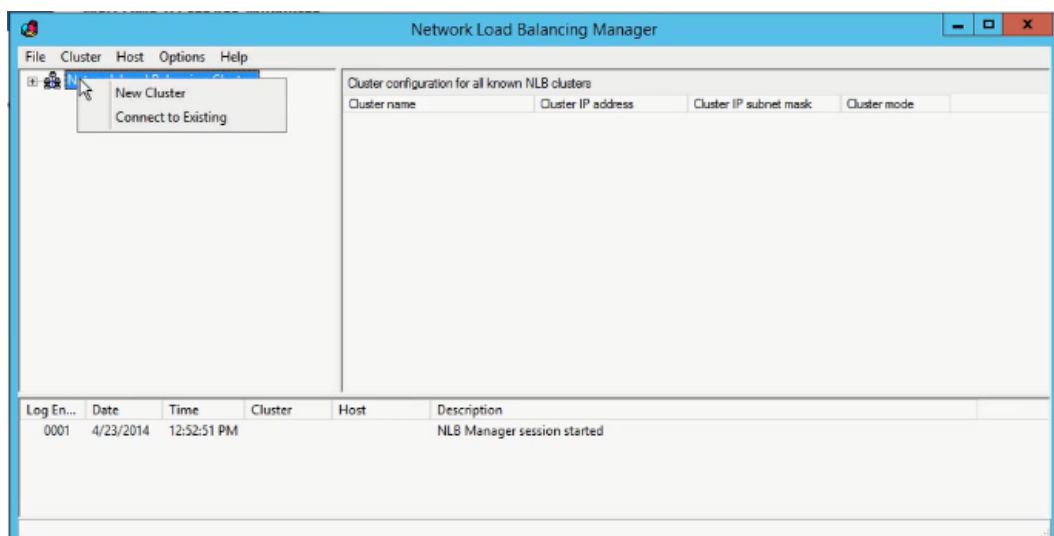 Network Load Balancing Manager
File Cluster Host Options Help
New Cluster
Connect to Existing
Cluster configuration for all known NLB clusters
Cluster name Cluster IP address Cluster IP subnet mask Cluster mode
Log En... Date Time Cluster Host Description
0001 4/23/2014 12:52:51 PM NLB Manager session started